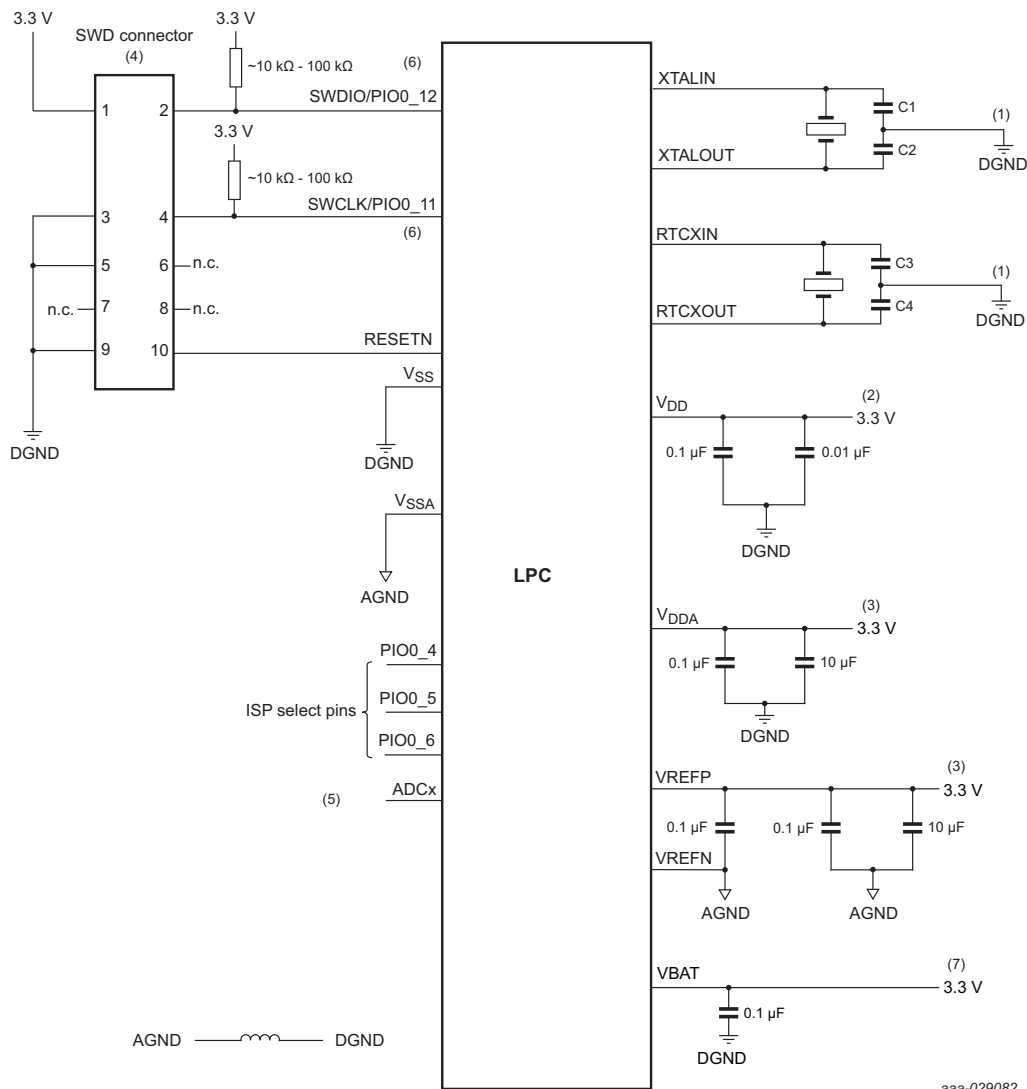 3.3 V
SWD connector
(4)
1
2
3
4
5
6
n.c.
n.c.
7
8
n.c.
9
10
DGND
3.3 V
~10 kΩ - 100 kΩ
(6)
SWDIO/PIO0_12
3.3 V
~10 kΩ - 100 kΩ
SWCLK/PIO0_11
(6)
RESETN
VSS
DGND
VSSA
AGND
PIO0_4
ISP select pins
PIO0_5
PIO0_6
(5)
ADCx
AGND
DGND
LPC
XTALIN
C1
(1)
C2
DGND
XTALOUT
RTCXIN
C3
(1)
C4
DGND
RTCXOUT
VDD
(2)
3.3 V
0.1 μF
0.01 μF
DGND
VDDA
(3)
3.3 V
0.1 μF
10 μF
DGND
VREFP
(3)
3.3 V
0.1 μF
0.1 μF
10 μF
VREFN
AGND
AGND
VBAT
(7)
3.3 V
0.1 μF
DGND
aaa-029082